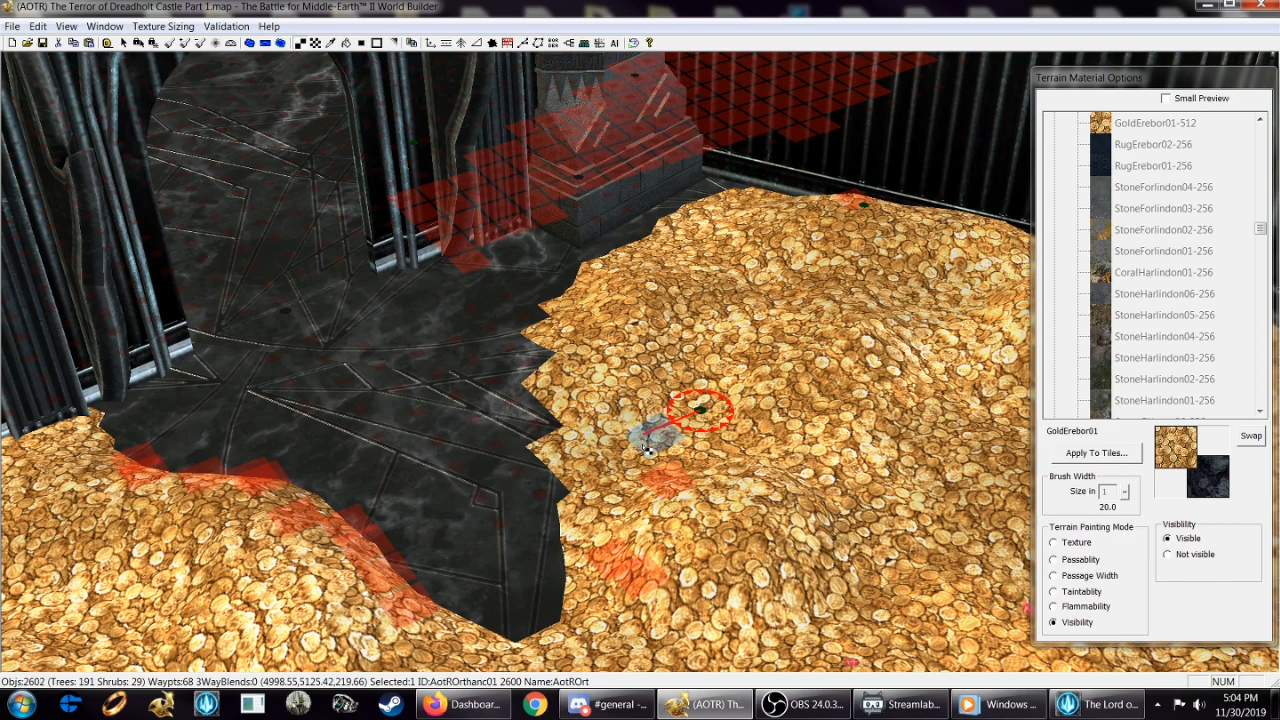 (AOTR) The Terror of Dreadholt Castle Part 1.map - The Battle for Middle-Earth™ II World Builder
File Edit View Window Texture Sizing Validation Help
AI
Terrain Material Options
Small Preview
GoldErebor01-512
RugErebor02-256
RugErebor01-256
StoneForlindon04-256
StoneForlindon03-256
StoneForlindon02-256
StoneForlindon01-256
CoralHarlindon01-256
StoneHarlindon06-256
StoneHarlindon05-256
StoneHarlindon04-256
StoneHarlindon03-256
StoneHarlindon02-256
StoneHarlindon01-256
GoldErebor01
Swap
Apply To Tiles...
Brush Width
Size in 1
20.0
Terrain Painting Mode
Texture
Passablity
Passage Width
Taintablity
Flammability
Visibility
Visiblility
Visible
Not visible
Objs:2602 (Trees: 191 Shrubs: 29) Waypts:68 3WayBlends:0 (4998.55,5125.42,219.66) Selected:1 ID:AotROrthanc01 2600 Name:AotROrt
NUM
Dashboar...
#general -...
(AOTR) Th...
OBS 24.0.3...
Streamlab...
Windows ...
The Lord o...
5:04 PM
11/30/2019